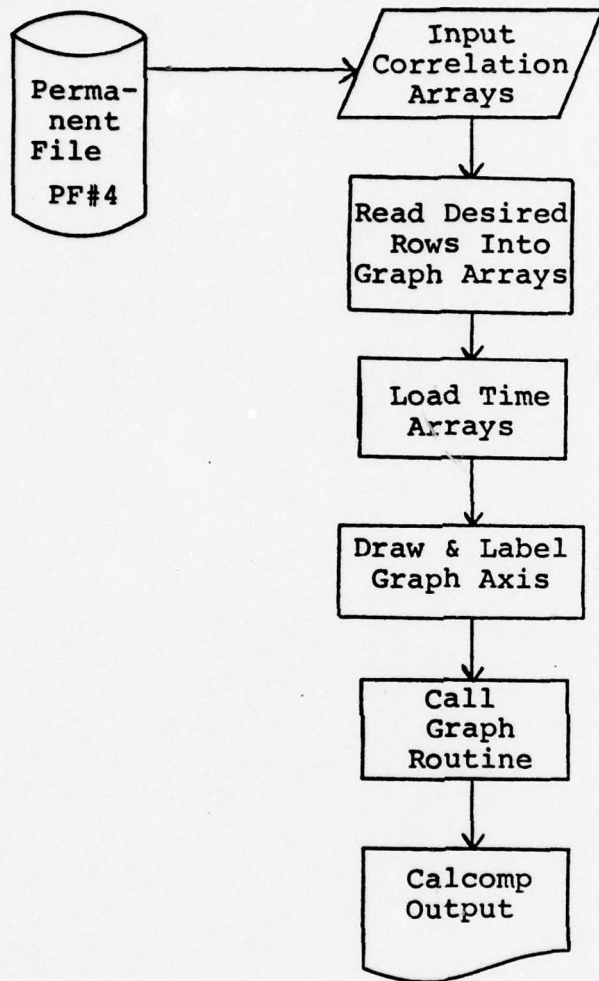 Perma-
nent
File
PF#4
Input
Correlation
Arrays
Read Desired
Rows Into
Graph Arrays
Load Time
Arrays
Draw & Label
Graph Axis
Call
Graph
Routine
Calcomp
Output